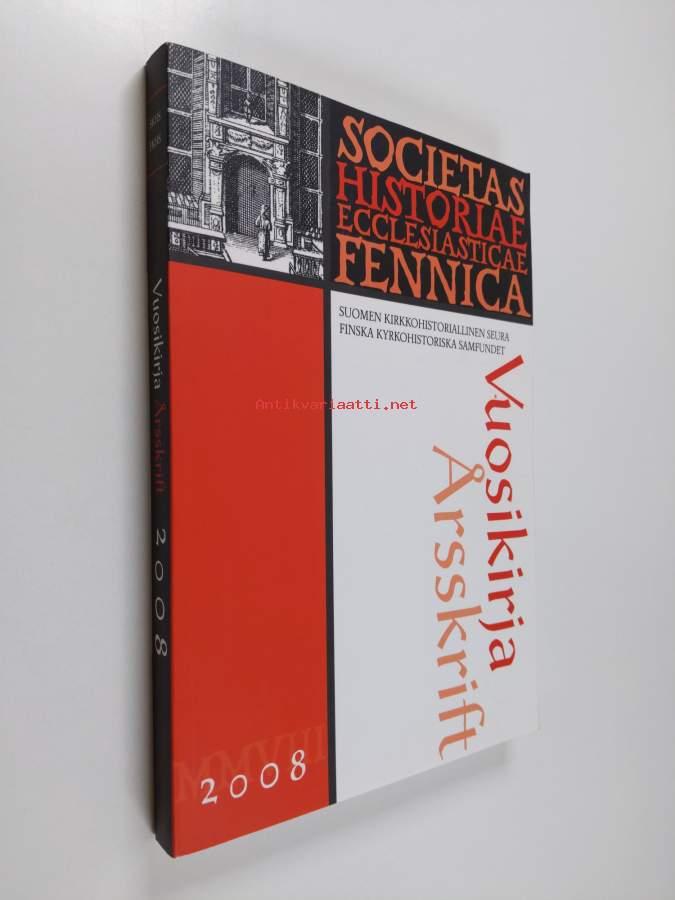 SOCIETAS
HISTORIAE
ECCLESIASTICAE
FENNICA
SUOMEN KIRKKOHISTORIALLINEN SEURA
FINSKA KYRKOHISTORISKA SAMFUNDET
Vuosikirja
Årsskrift
MMVIII
2008
Vuosikirja Årsskrift 2008
Antikvariaatti.net